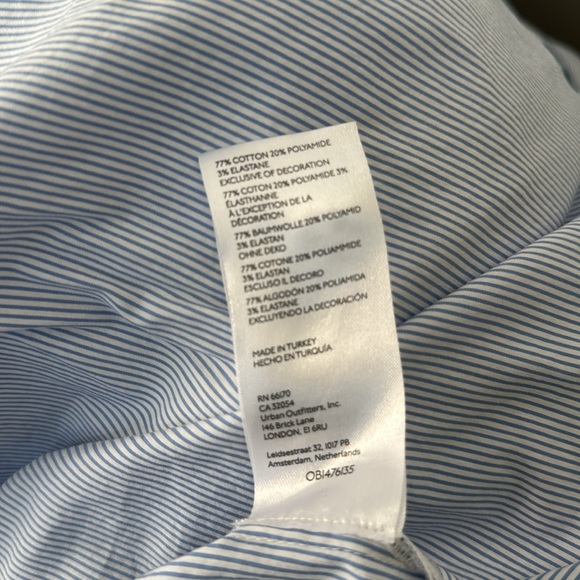 77% COTTON 20% POLYAMIDE
3% ELASTANE
EXCLUSIVE OF DECORATION
77% COTON 20% POLYAMIDE 3%
ÉLASTHANNE
À L'EXCEPTION DE LA
DÉCORATION
77% BAUMWOLLE 20% POLYAMID
3% ELASTAN
OHNE DEKO
77% COTONE 20% POLIAMMIDE
3% ELASTAN
ESCLUSO IL DECORO
77% ALGODÓN 20% POLIAMIDA
3% ELASTANE
EXCLUYENDO LA DECORACIÓN
MADE IN TURKEY
HECHO EN TURQUÍA
RN 66170
CA 32054
Urban Outfitters, Inc.
146 Brick Lane
LONDON, E1 6RU
Leidsestraat 32, 1017 PB
Amsterdam, Netherlands
OB1476135